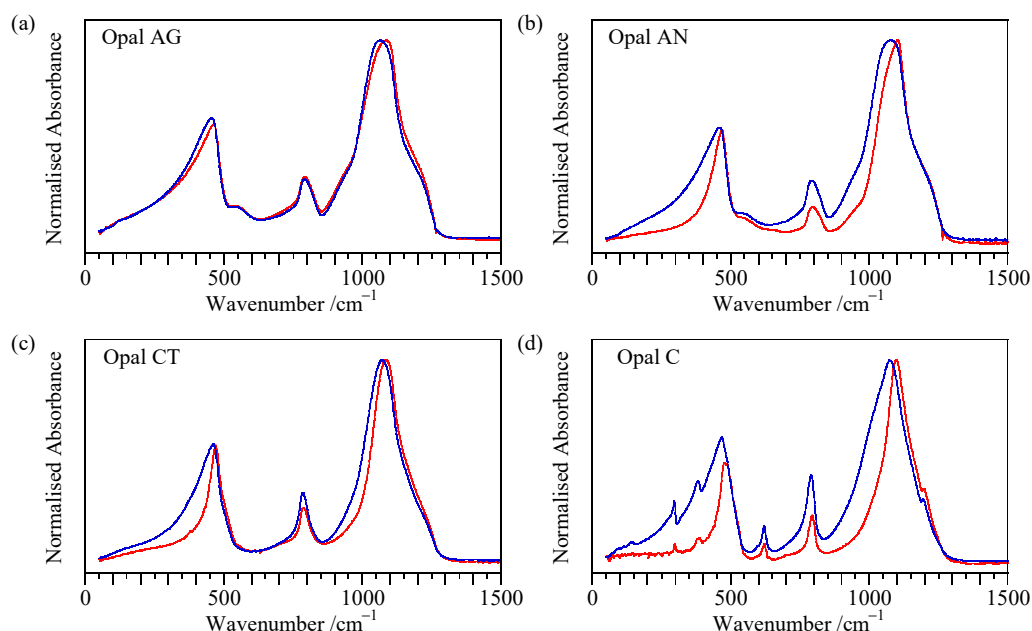 (a)
Opal AG
Normalised Absorbance
0 500 1000 1500
Wavenumber /cm⁻¹
(b)
Opal AN
Normalised Absorbance
0 500 1000 1500
Wavenumber /cm⁻¹
(c)
Opal CT
Normalised Absorbance
0 500 1000 1500
Wavenumber /cm⁻¹
(d)
Opal C
Normalised Absorbance
0 500 1000 1500
Wavenumber /cm⁻¹